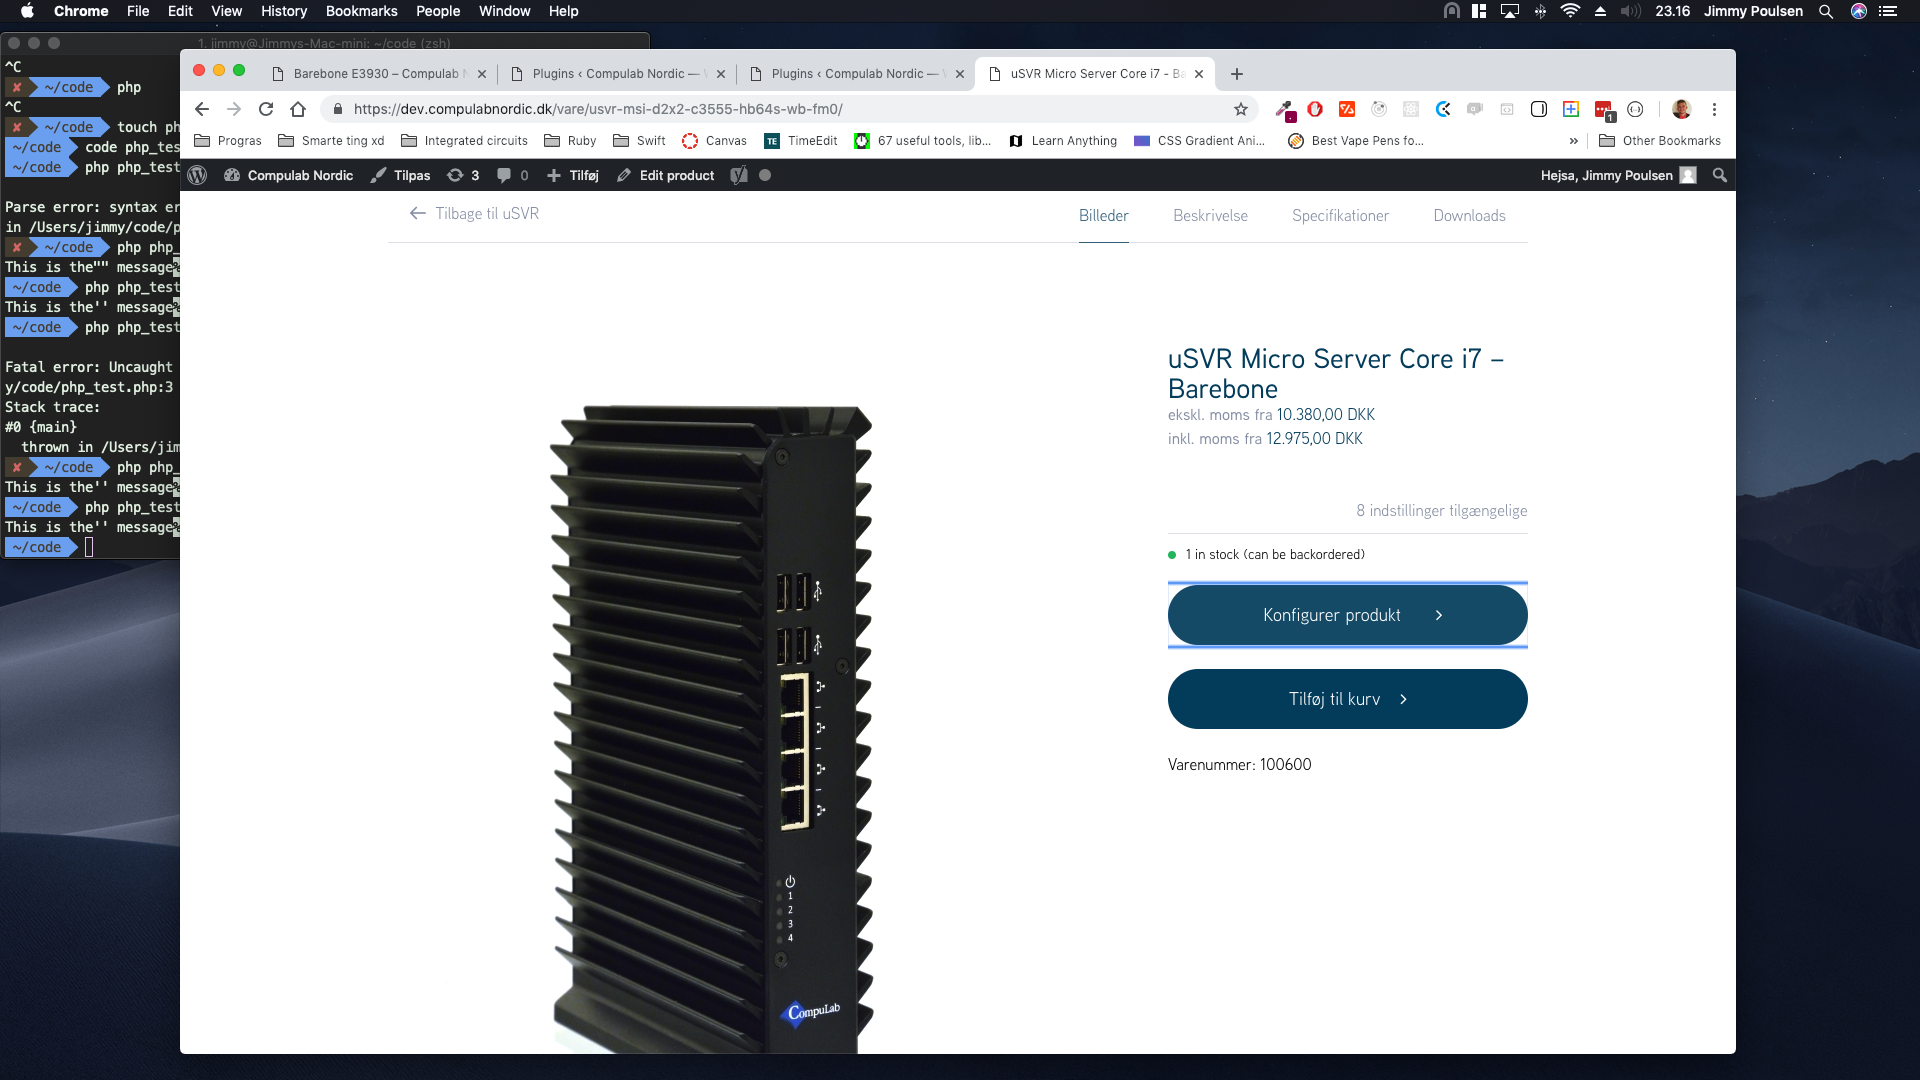 Chrome File Edit View History Bookmarks People Window Help
23.16 Jimmy Poulsen
1. jimmy@Jimmys-Mac-mini: ~/code (zsh)
^C
✘ ~/code php
^C
✘ ~/code touch ph
~/code code php_tes
~/code php php_test
Parse error: syntax er
in /Users/jimmy/code/p
✘ ~/code php php_
This is the"" message%
~/code php php_test
This is the'' message%
~/code php php_test
Fatal error: Uncaught
y/code/php_test.php:3
Stack trace:
#0 {main}
thrown in /Users/jim
✘ ~/code php php_
This is the'' message%
~/code php php_test
This is the'' message%
~/code
Barebone E3930 – Compulab N
Plugins ‹ Compulab Nordic — W
Plugins ‹ Compulab Nordic — W
uSVR Micro Server Core i7 - Ba
https://dev.compulabnordic.dk/vare/usvr-msi-d2x2-c3555-hb64s-wb-fm0/
1
Progras Smarte ting xd Integrated circuits Ruby Swift Canvas TE TimeEdit 67 useful tools, lib... Learn Anything CSS Gradient Ani... Best Vape Pens fo... » Other Bookmarks
Compulab Nordic Tilpas 3 0 Tilføj Edit product
Hejsa, Jimmy Poulsen
Tilbage til uSVR
Billeder Beskrivelse Specifikationer Downloads
uSVR Micro Server Core i7 –
Barebone
ekskl. moms fra 10.380,00 DKK
inkl. moms fra 12.975,00 DKK
8 indstillinger tilgængelige
1 in stock (can be backordered)
Konfigurer produkt
Tilføj til kurv
Varenummer: 100600
1
2
3
4
CompuLab